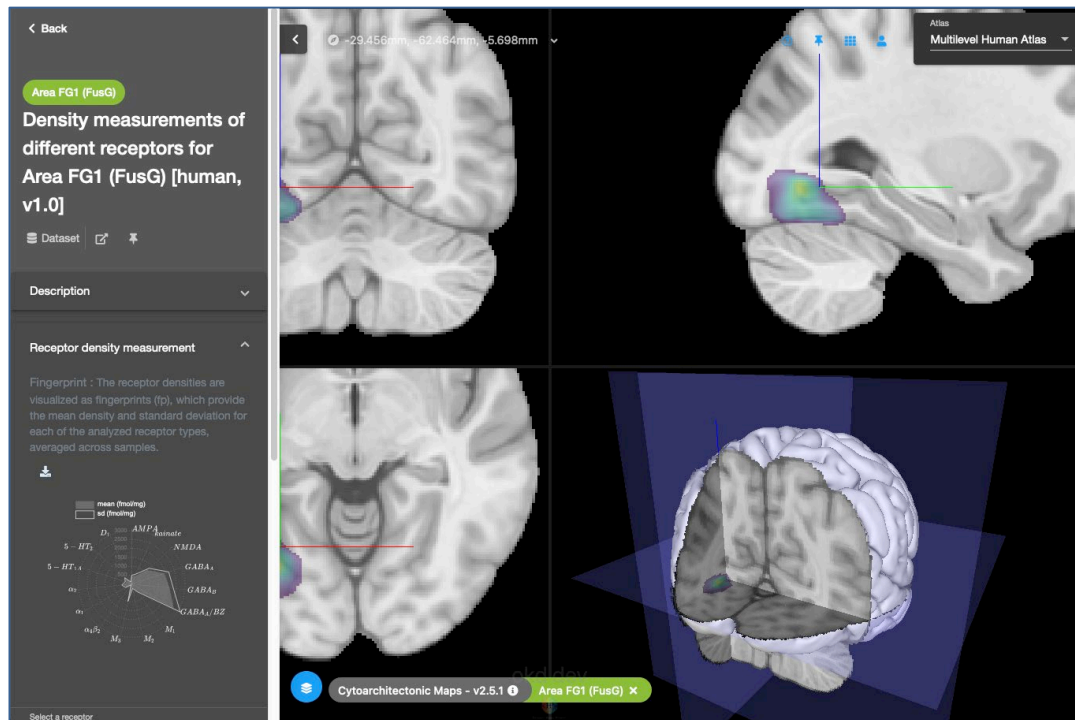 Back
Area FG1 (FusG)
Density measurements of
different receptors for
Area FG1 (FusG) [human,
v1.0]
Dataset
Description
Receptor density measurement
Fingerprint : The receptor densities are
visualized as fingerprints (fp), which provide
the mean density and standard deviation for
each of the analyzed receptor types,
averaged across samples.
mean (fmol/mg)
sd (fmol/mg)
AMPA
kainate
NMDA
GABA_A
GABA_B
GABA_A/BZ
M₁
M₂
M₃
α₄β₂
α₁
α₂
5 − HT₁A
5 − HT₂
D₁
Select a receptor
-29.456mm, -62.464mm, -5.698mm
Atlas
Multilevel Human Atlas
Cytoarchitectonic Maps - v2.5.1
Area FG1 (FusG) ×